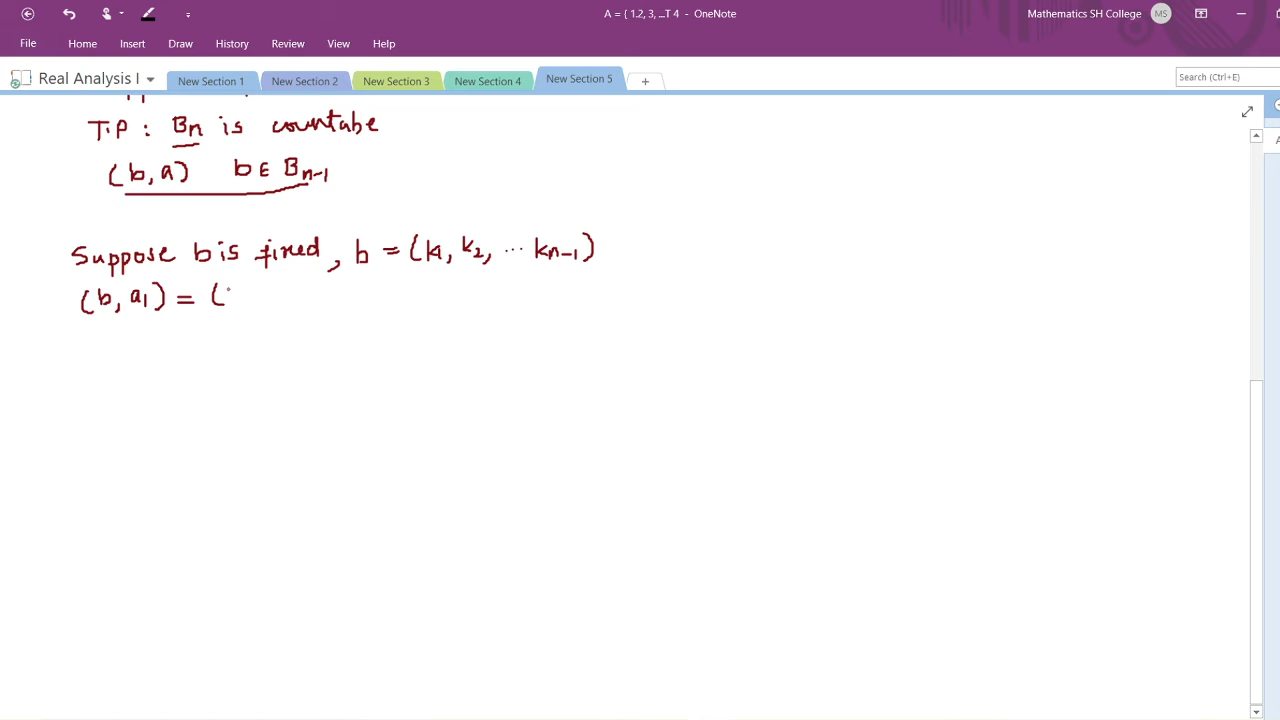 A = { 1.2, 3, ...T 4 - OneNote
Mathematics SH College MS
File Home Insert Draw History Review View Help
Real Analysis I New Section 1 New Section 2 New Section 3 New Section 4 New Section 5 +
Search (Ctrl+E)
T.P : Bn is countabe
(b, a) b ∈ Bn-1
Suppose b is fixed, b = (k1, k2, ... kn-1)
(b, a1) = (